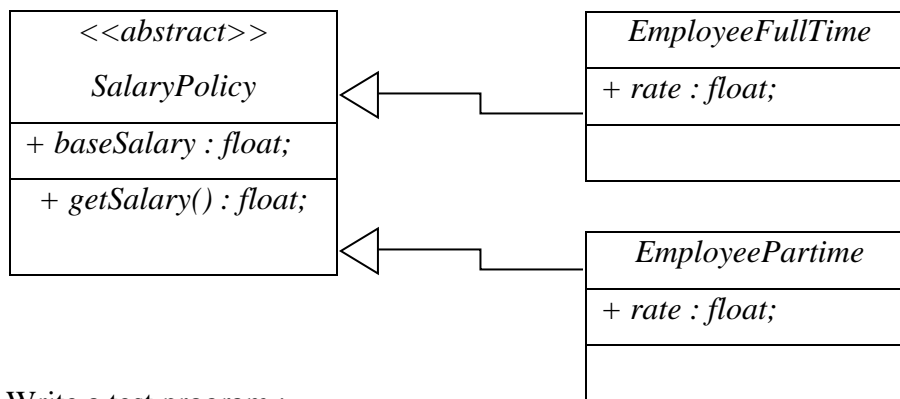 <<abstract>>
SalaryPolicy
+ baseSalary : float;
+ getSalary() : float;
EmployeeFullTime
+ rate : float;
EmployeePartime
+ rate : float;
Write a test program :